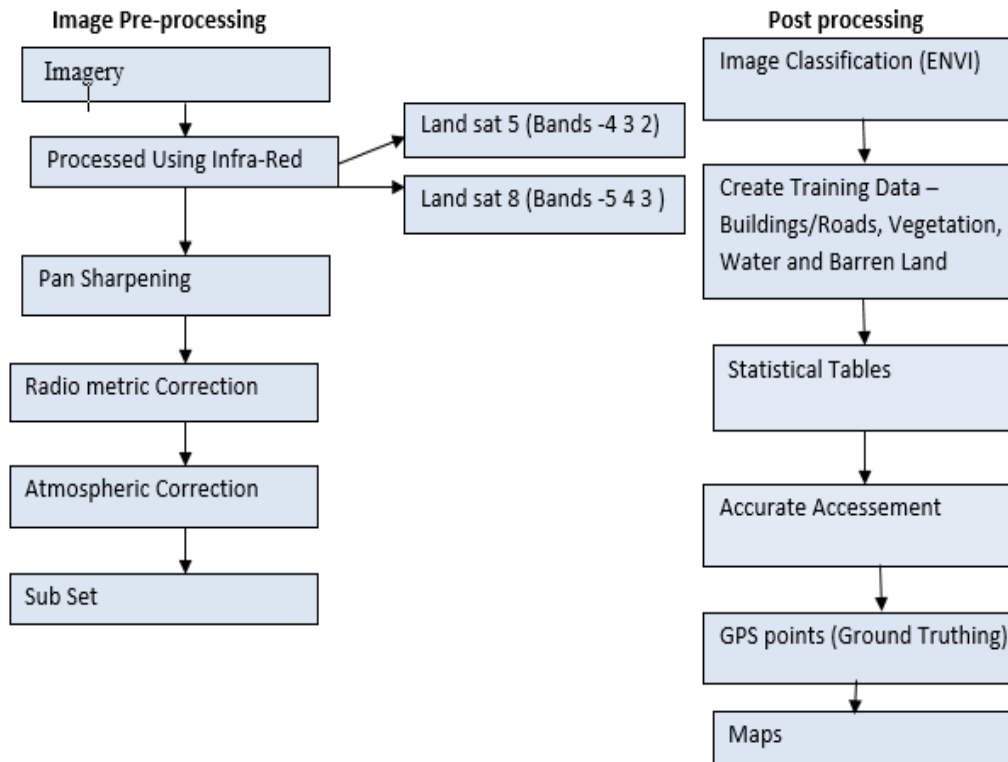 Image Pre-processing
Imagery
Processed Using Infra-Red
Land sat 5 (Bands -4 3 2)
Land sat 8 (Bands -5 4 3 )
Pan Sharpening
Radio metric Correction
Atmospheric Correction
Sub Set
Post processing
Image Classification (ENVI)
Create Training Data –
Buildings/Roads, Vegetation,
Water and Barren Land
Statistical Tables
Accurate Accessement
GPS points (Ground Truthing)
Maps